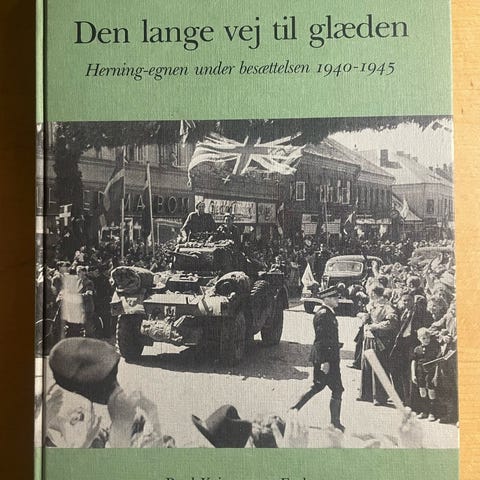 Den lange vej til glæden
Herning-egnen under besættelsen 1940-1945